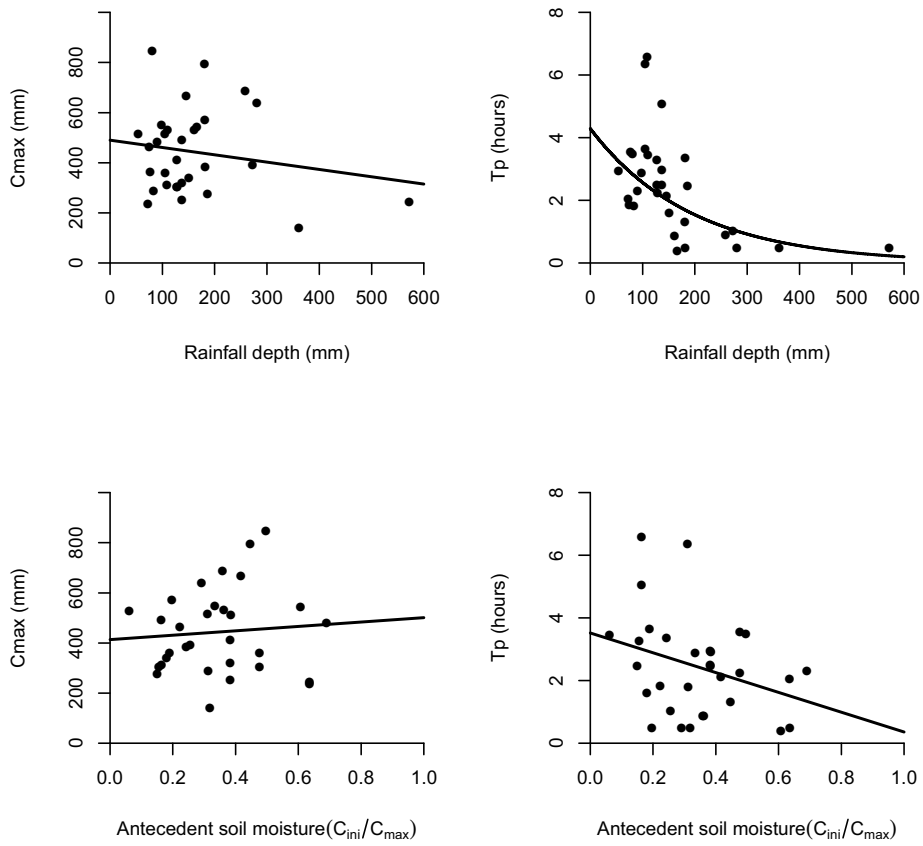 Cmax (mm)
0 200 400 600 800
0 100 200 300 400 500 600
Rainfall depth (mm)
Tp (hours)
0 2 4 6 8
0 100 200 300 400 500 600
Rainfall depth (mm)
Cmax (mm)
0 200 400 600 800
0.0 0.2 0.4 0.6 0.8 1.0
Antecedent soil moisture(C_ini/C_max)
Tp (hours)
0 2 4 6 8
0.0 0.2 0.4 0.6 0.8 1.0
Antecedent soil moisture(C_ini/C_max)